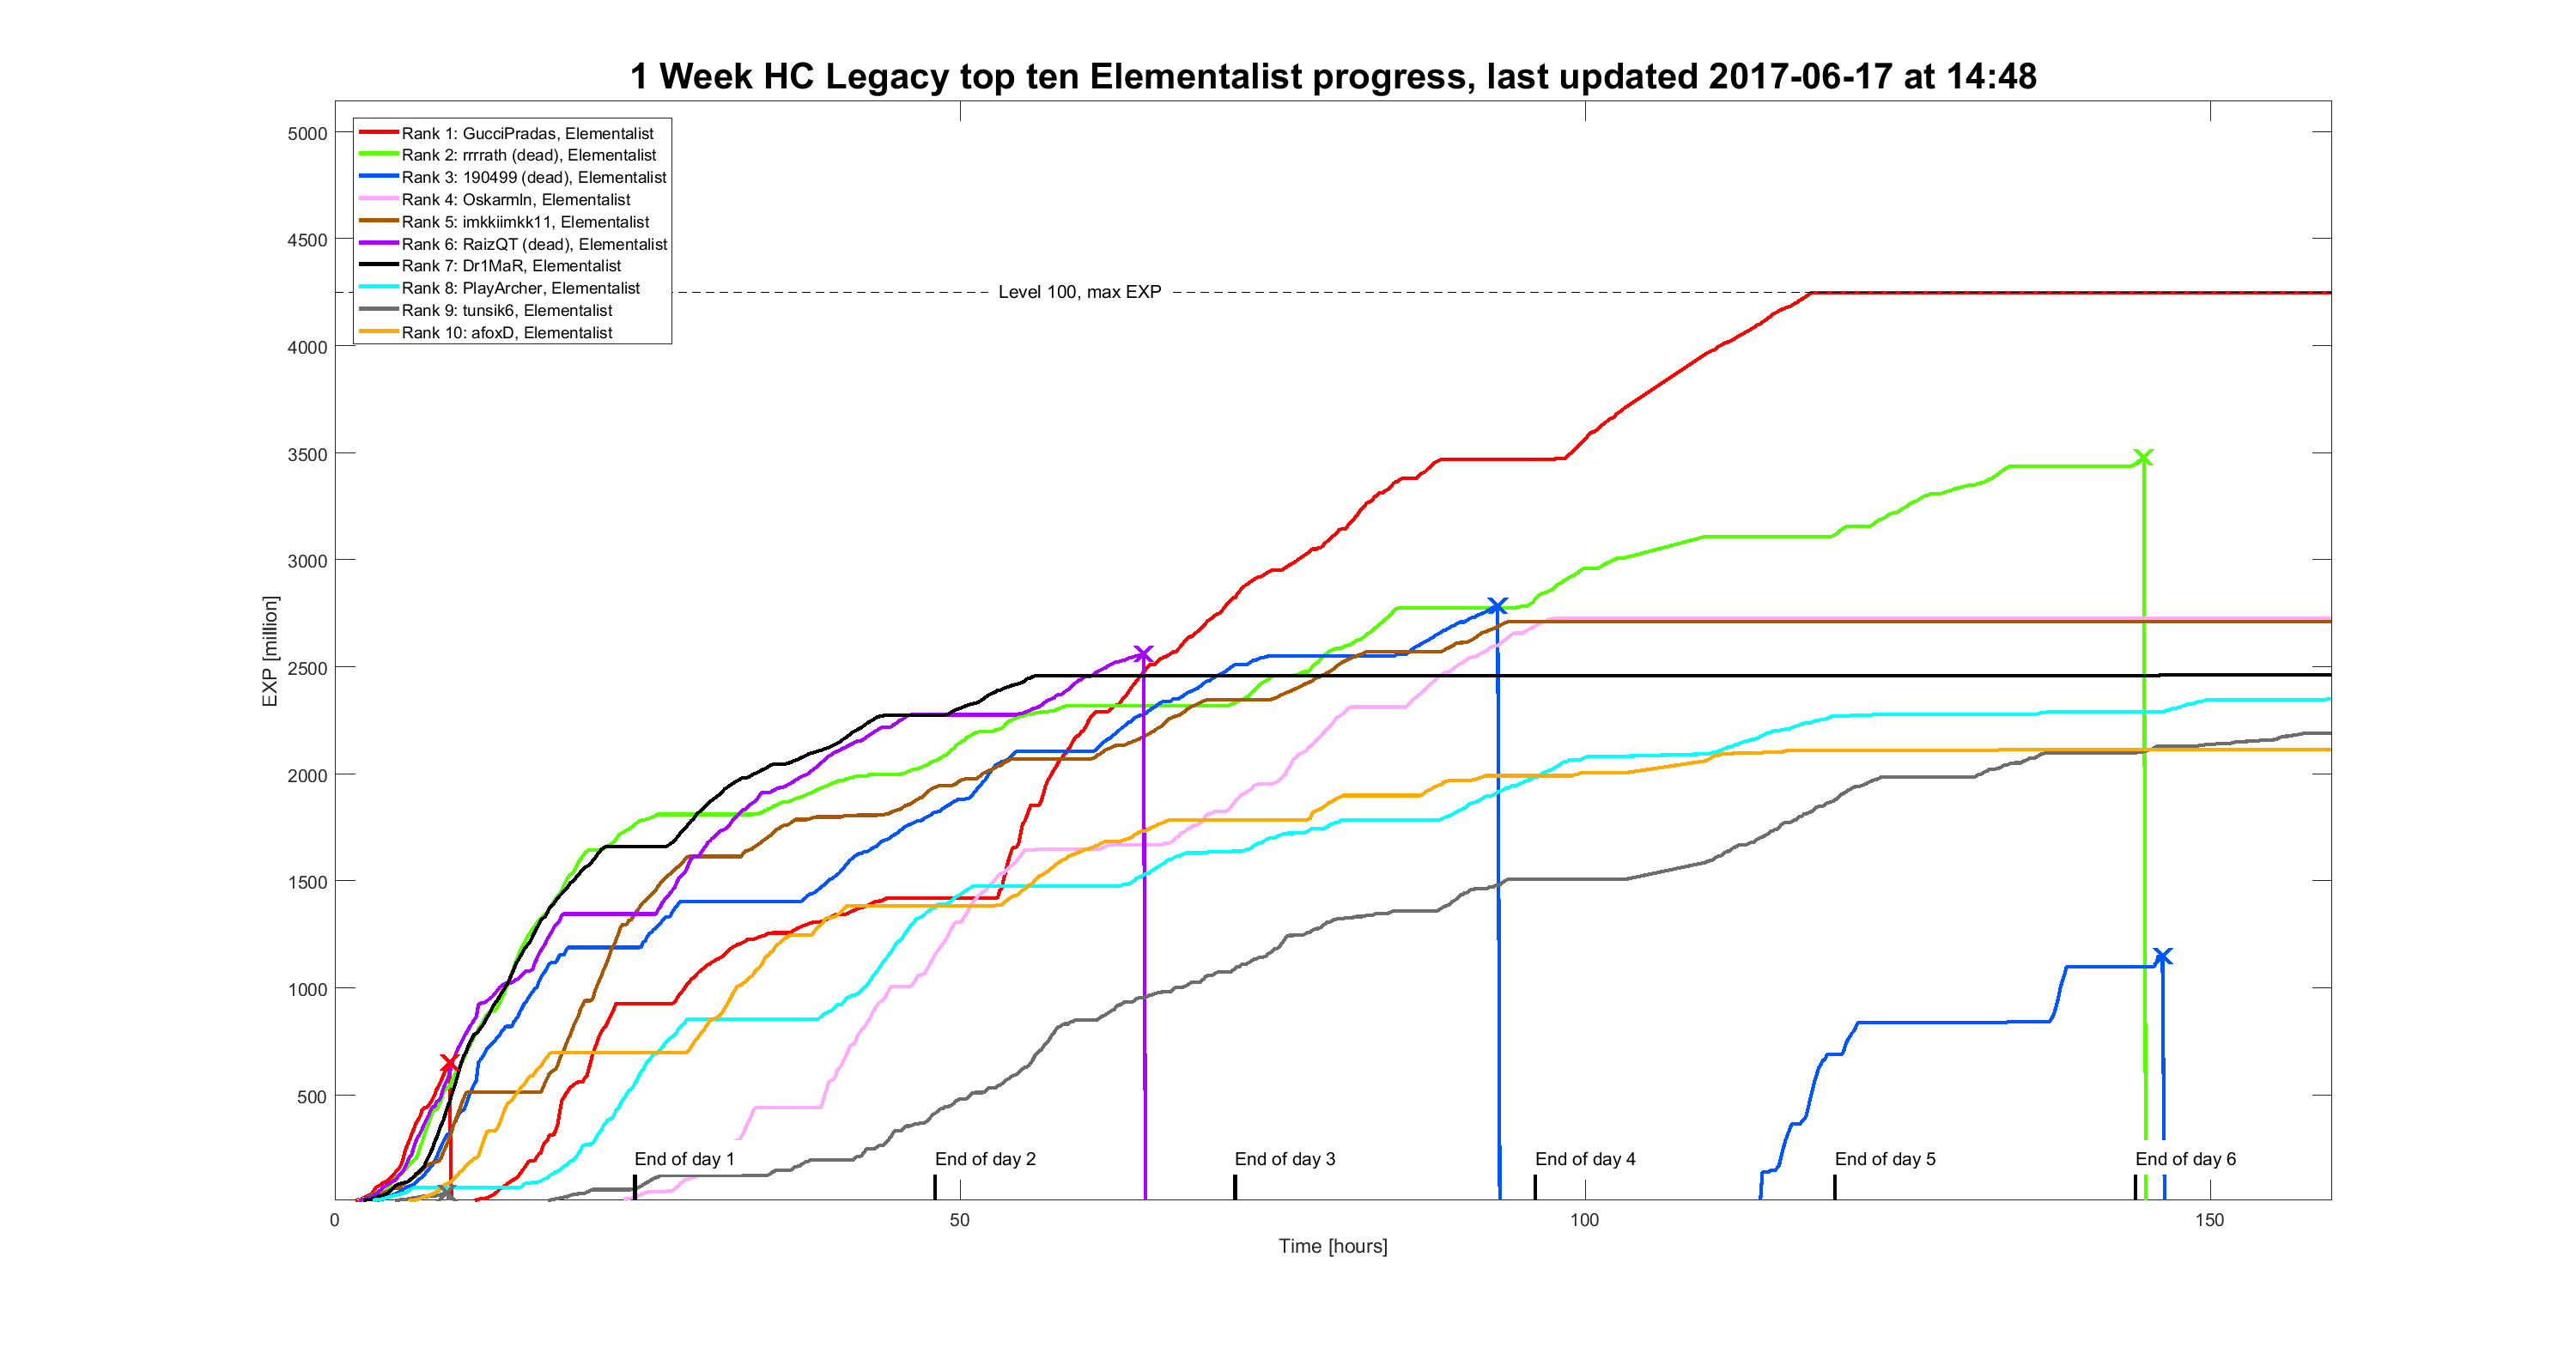 1 Week HC Legacy top ten Elementalist progress, last updated 2017-06-17 at 14:48
Rank 1: GucciPradas, Elementalist
Rank 2: rrrrath (dead), Elementalist
Rank 3: 190499 (dead), Elementalist
Rank 4: Oskarmln, Elementalist
Rank 5: imkkiimkk11, Elementalist
Rank 6: RaizQT (dead), Elementalist
Rank 7: Dr1MaR, Elementalist
Rank 8: PlayArcher, Elementalist
Rank 9: tunsik6, Elementalist
Rank 10: afoxD, Elementalist
Level 100, max EXP
5000
4500
4000
3500
3000
2500
2000
1500
1000
500
EXP [million]
End of day 1
End of day 2
End of day 3
End of day 4
End of day 5
End of day 6
0
50
100
150
Time [hours]